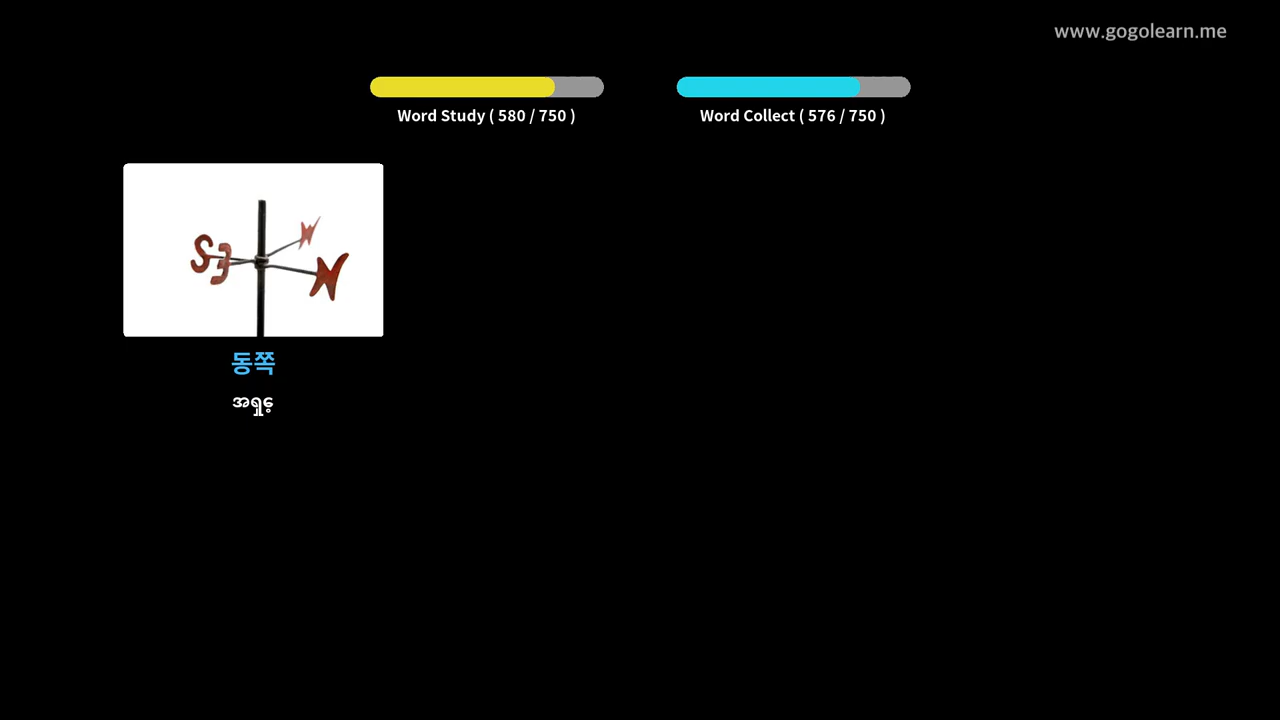 www.gogolearn.me
Word Study ( 580 / 750 )
Word Collect ( 576 / 750 )
S E N N
동쪽
အရှေ့